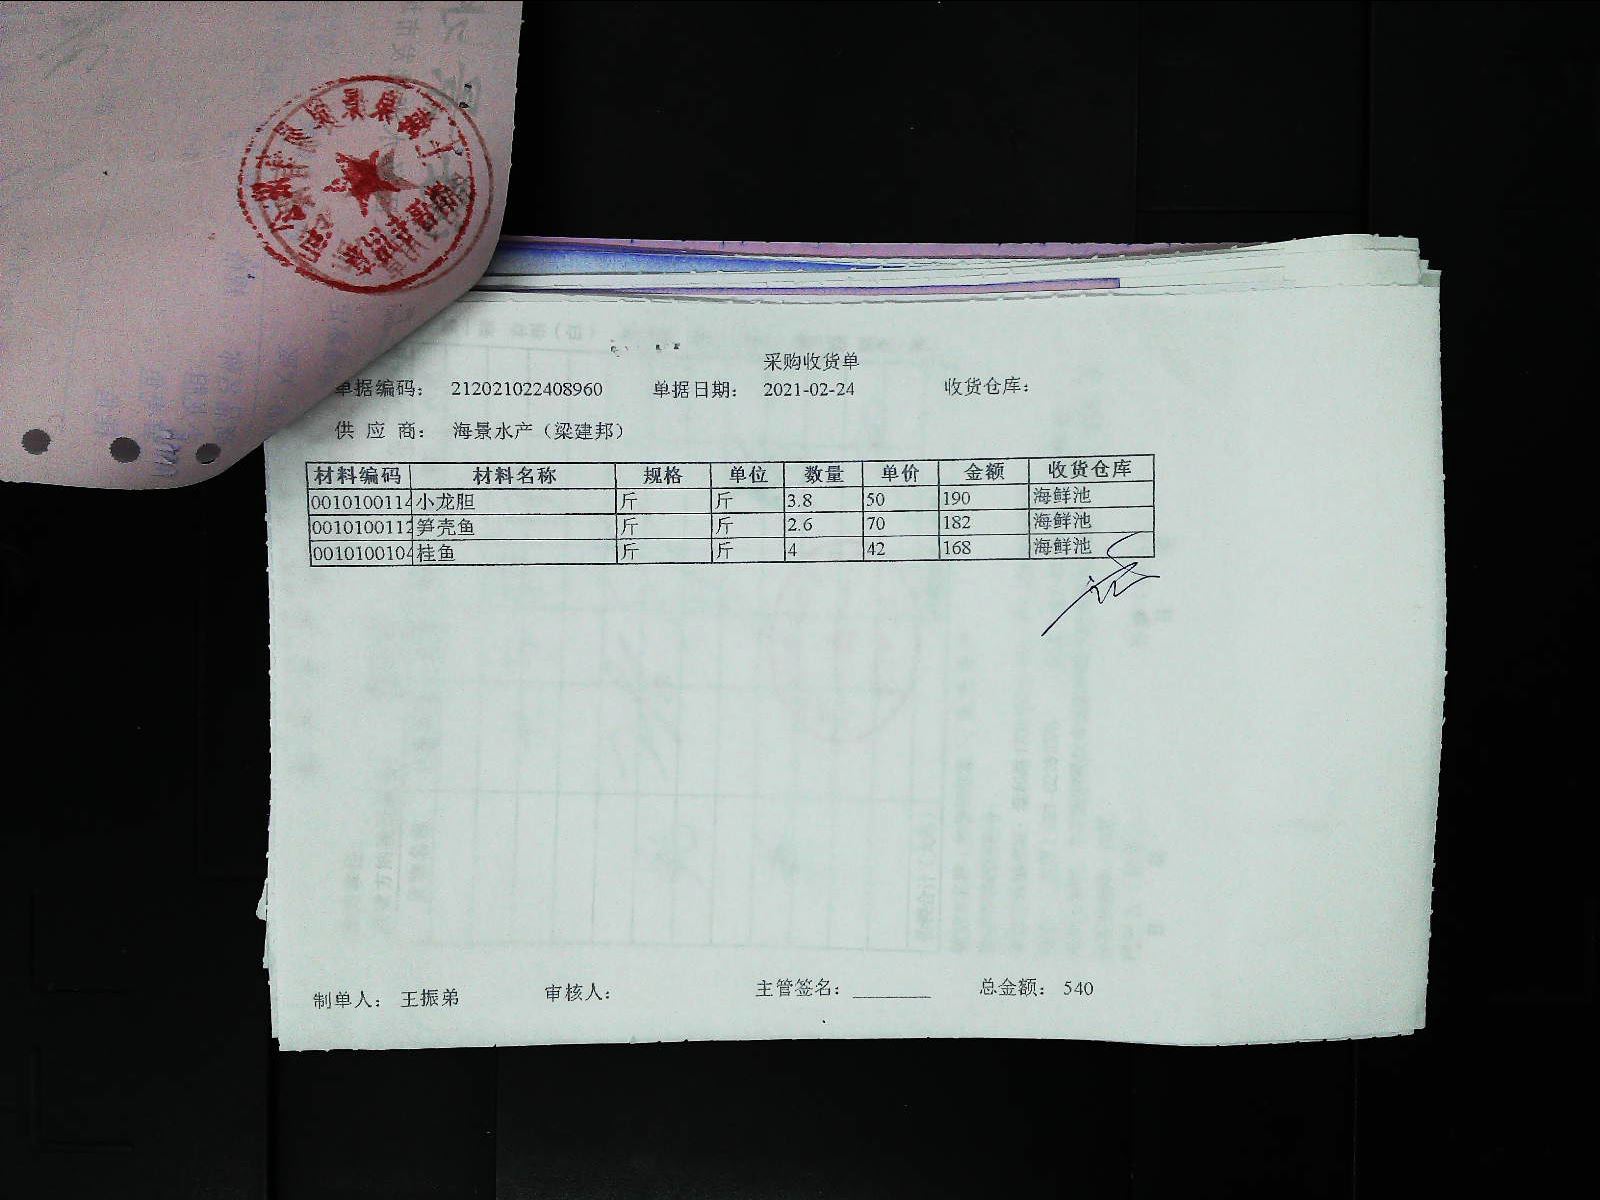 采购收货单
单据编码： 212021022408960 单据日期： 2021-02-24 收货仓库：
供 应 商： 海景水产（梁建邦）
材料编码 材料名称 规格 单位 数量 单价 金额 收货仓库
0010100114 小龙胆 斤 斤 3.8 50 190 海鲜池
0010100112 笋壳鱼 斤 斤 2.6 70 182 海鲜池
0010100104 桂鱼 斤 斤 4 42 168 海鲜池
制单人： 王振弟 审核人： 主管签名： 总金额： 540